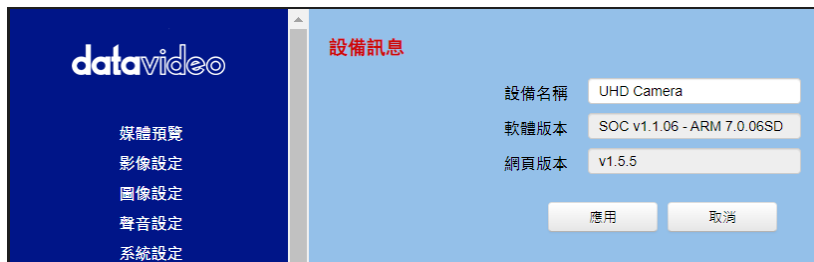 datavideo
媒體預覽
影像設定
圖像設定
聲音設定
系統設定
設備訊息
設備名稱 UHD Camera
軟體版本 SOC v1.1.06 - ARM 7.0.06SD
網頁版本 v1.5.5
應用 取消